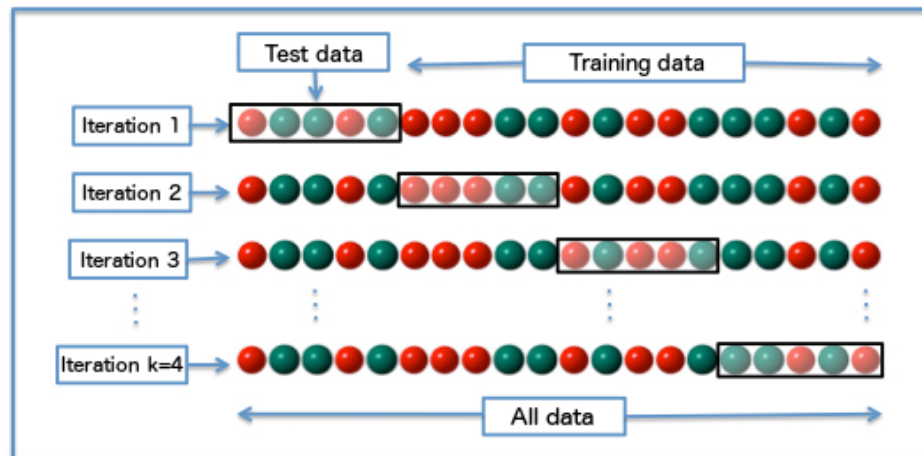 Test data
Training data
Iteration 1
Iteration 2
Iteration 3
Iteration k=4
All data